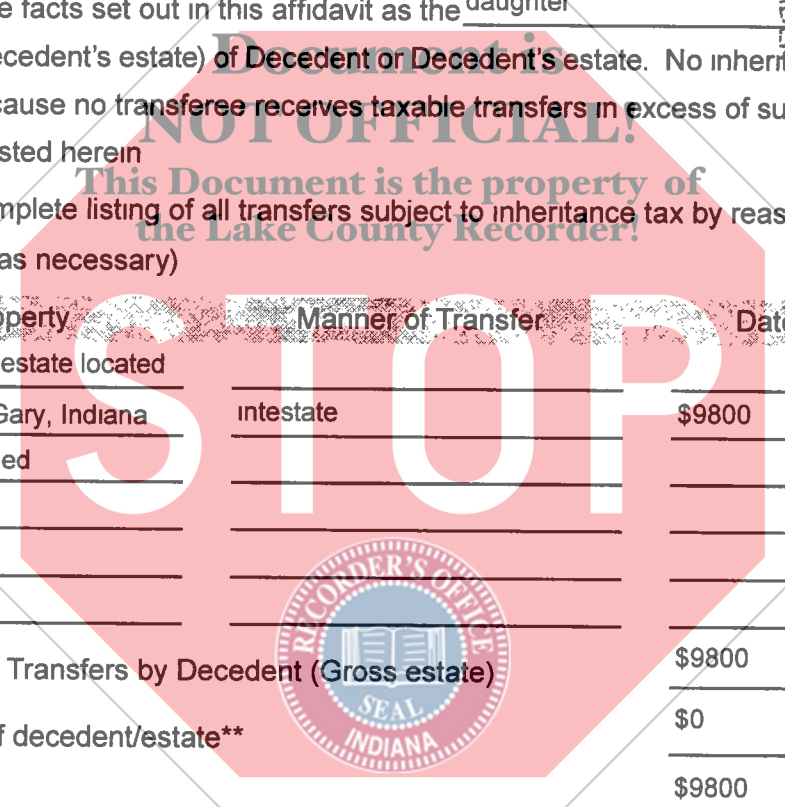 e facts set out in this affidavit as the daughter
ecedent's estate) of Decedent or Decedent's estate. No inherit
Document is
cause no transferee receives taxable transfers in excess of su
NOT OFFICIAL!
sted herein
This Document is the property of
mplete listing of all transfers subject to inheritance tax by reas
the Lake County Recorder!
as necessary)
operty Manner of Transfer Date
estate located
Gary, Indiana intestate $9800
ed
STOP
RECORDER'S OFFICE
Transfers by Decedent (Gross estate) $9800
SEAL
INDIANA
f decedent/estate** $0
$9800